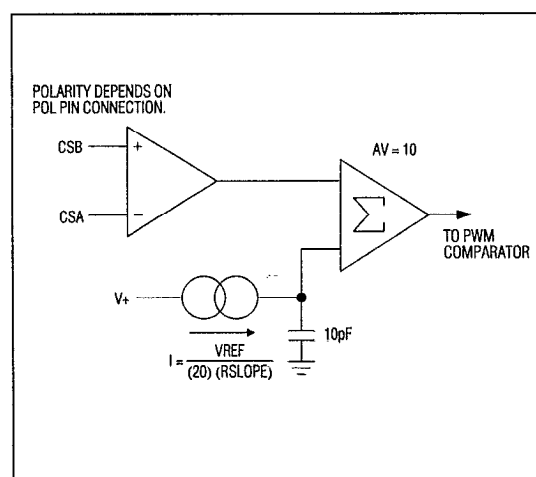 POLARITY DEPENDS ON
POL PIN CONNECTION.
CSB
+
CSA
−
AV = 10
Σ
TO PWM
COMPARATOR
V+
10pF
I = VREF
(20) (RSLOPE)